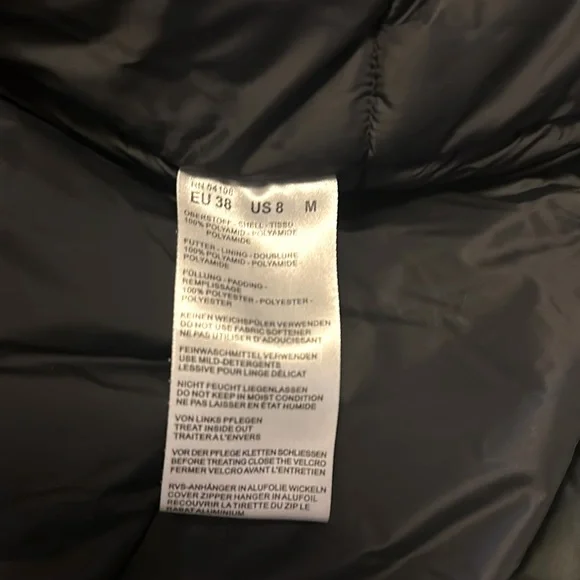 RN 04106
EU 38 US 8 M
OBERSTOFF - SHELL - TISSU
100% POLYAMID - POLYAMIDE
POLYAMIDE
FUTTER - LINING - DOUBLURE
100% POLYAMID - POLYAMIDE -
POLYAMIDE
FÜLLUNG - PADDING -
REMPLISSAGE
100% POLYESTER - POLYESTER -
POLYESTER
KEINEN WEICHSPÜLER VERWENDEN
DO NOT USE FABRIC SOFTENER
NE PAS UTILISER D'ADOUCISSANT
FEINWASCHMITTEL VERWENDEN
USE MILD-DETERGENTS
LESSIVE POUR LINGE DÉLICAT
NICHT FEUCHT LIEGENLASSEN
DO NOT KEEP IN MOIST CONDITION
NE PAS LAISSER EN ÉTAT HUMIDE
VON LINKS PFLEGEN
TREAT INSIDE OUT
TRAITER A L'ENVERS
VOR DER PFLEGE KLETTEN SCHLIESSEN
BEFORE TREATING CLOSE THE VELCRO
FERMER VELCRO AVANT L'ENTRETIEN
RVS-ANHÄNGER IN ALUFOLIE WICKELN
COVER ZIPPER HANGER IN ALUFOIL
RECOUVRIR LA TIRETTE DU ZIP LE
PAPAT ALUMINIUM